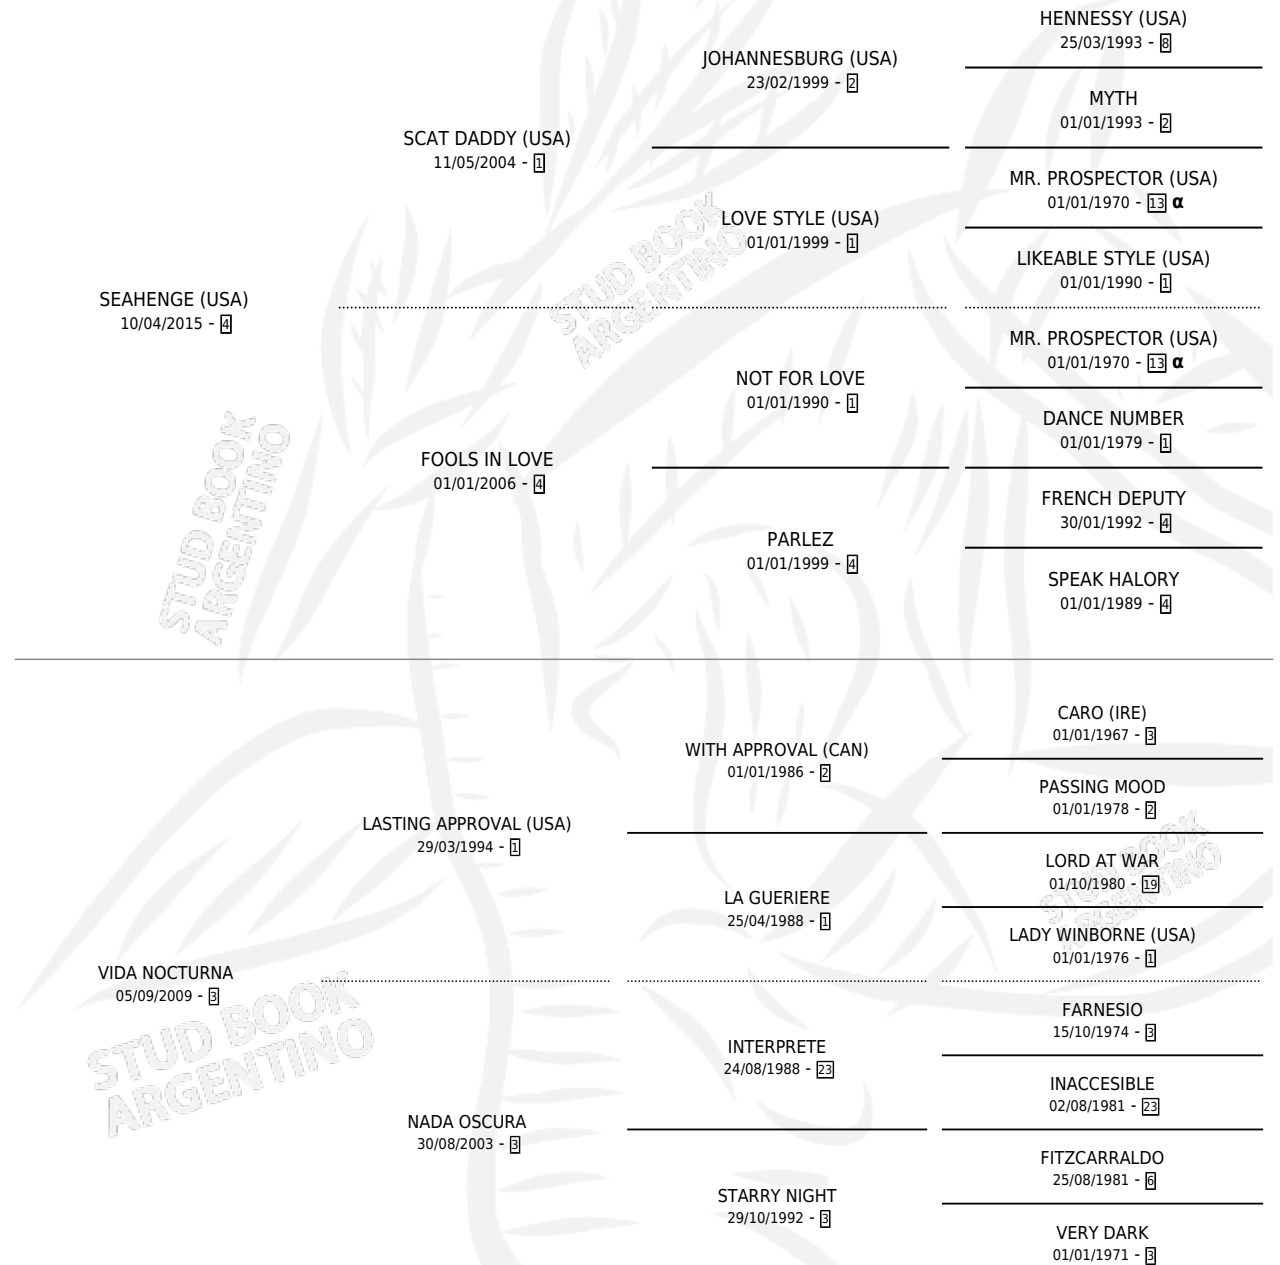 HENNESSY (USA)
25/03/1993 - 8
JOHANNESBURG (USA)
23/02/1999 - 2
MYTH
01/01/1993 - 2
SCAT DADDY (USA)
11/05/2004 - 1
MR. PROSPECTOR (USA)
01/01/1970 - 13 α
LOVE STYLE (USA)
01/01/1999 - 1
LIKEABLE STYLE (USA)
01/01/1990 - 1
SEAHENGE (USA)
10/04/2015 - 4
MR. PROSPECTOR (USA)
01/01/1970 - 13 α
NOT FOR LOVE
01/01/1990 - 1
DANCE NUMBER
01/01/1979 - 1
FOOLS IN LOVE
01/01/2006 - 4
FRENCH DEPUTY
30/01/1992 - 4
PARLEZ
01/01/1999 - 4
SPEAK HALORY
01/01/1989 - 4
CARO (IRE)
01/01/1967 - 3
WITH APPROVAL (CAN)
01/01/1986 - 2
PASSING MOOD
01/01/1978 - 2
LASTING APPROVAL (USA)
29/03/1994 - 1
LORD AT WAR
01/10/1980 - 19
LA GUERIERE
25/04/1988 - 1
LADY WINBORNE (USA)
01/01/1976 - 1
VIDA NOCTURNA
05/09/2009 - 3
FARNESIO
15/10/1974 - 3
INTERPRETE
24/08/1988 - 23
INACCESIBLE
02/08/1981 - 23
NADA OSCURA
30/08/2003 - 3
FITZCARRALDO
25/08/1981 - 6
STARRY NIGHT
29/10/1992 - 3
VERY DARK
01/01/1971 - 3
STUD BOOK
ARGENTINO
STUD BOOK
ARGENTINO
STUD BOOK
ARGENTINO
STUD BOOK
ARGENTINO